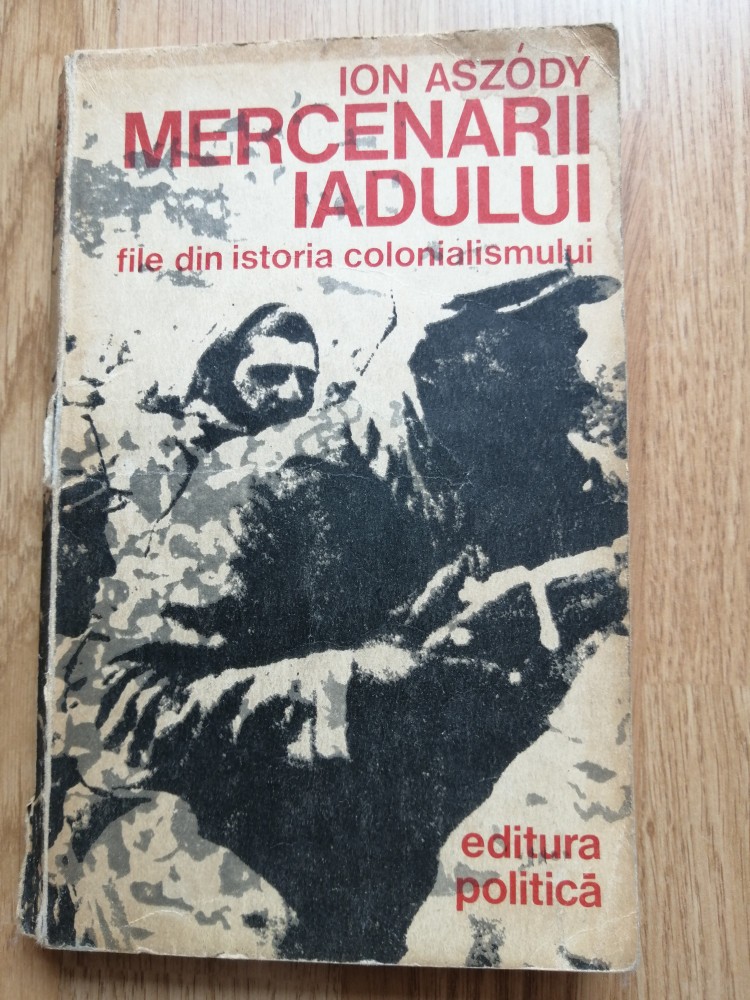 ION ASZÓDY
MERCENARII
IADULUI
file din istoria colonialismului
editura
politică